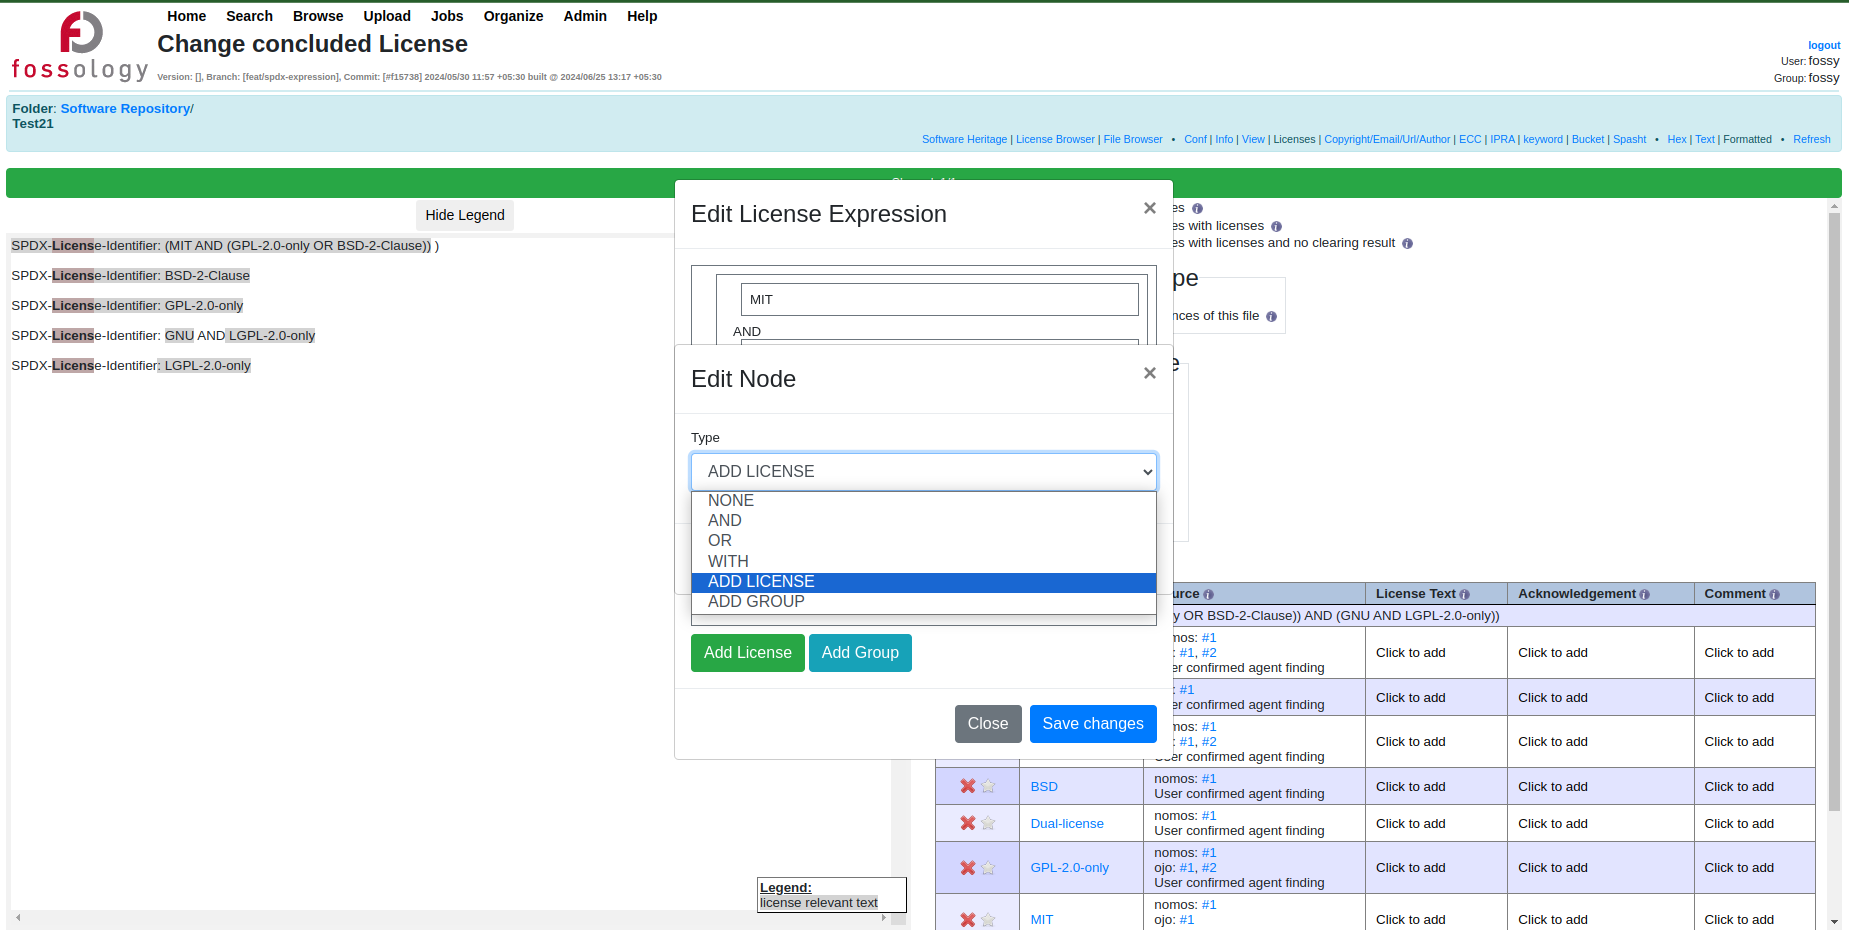 Home Search Browse Upload Jobs Organize Admin Help
fossology
Change concluded License
Version: [], Branch: [feat/spdx-expression], Commit: [#f15738] 2024/05/30 11:57 +05:30 built @ 2024/06/25 13:17 +05:30
logout
User: fossy
Group: fossy
Folder: Software Repository/
Test21
Software Heritage | License Browser | File Browser • Conf | Info | View | Licenses | Copyright/Email/Url/Author | ECC | IPRA | keyword | Bucket | Spasht • Hex | Text | Formatted • Refresh
Hide Legend
SPDX-License-Identifier: (MIT AND (GPL-2.0-only OR BSD-2-Clause)) )
SPDX-License-Identifier: BSD-2-Clause
SPDX-License-Identifier: GPL-2.0-only
SPDX-License-Identifier: GNU AND LGPL-2.0-only
SPDX-License-Identifier: LGPL-2.0-only
Legend:
license relevant text
Edit License Expression ×
MIT
AND
Edit Node ×
Type
ADD LICENSE
NONE
AND
OR
WITH
ADD LICENSE
ADD GROUP
Add License Add Group
Close Save changes
es
es with licenses
es with licenses and no clearing result
pe
nces of this file
e
urce License Text Acknowledgement Comment
y OR BSD-2-Clause)) AND (GNU AND LGPL-2.0-only))
mos: #1
: #1, #2
er confirmed agent finding
Click to add Click to add Click to add
: #1
er confirmed agent finding
Click to add Click to add Click to add
mos: #1
: #1, #2
User confirmed agent finding
Click to add Click to add Click to add
BSD
nomos: #1
User confirmed agent finding
Click to add Click to add Click to add
Dual-license
nomos: #1
User confirmed agent finding
Click to add Click to add Click to add
GPL-2.0-only
nomos: #1
ojo: #1, #2
User confirmed agent finding
Click to add Click to add Click to add
MIT
nomos: #1
ojo: #1
Click to add Click to add Click to add